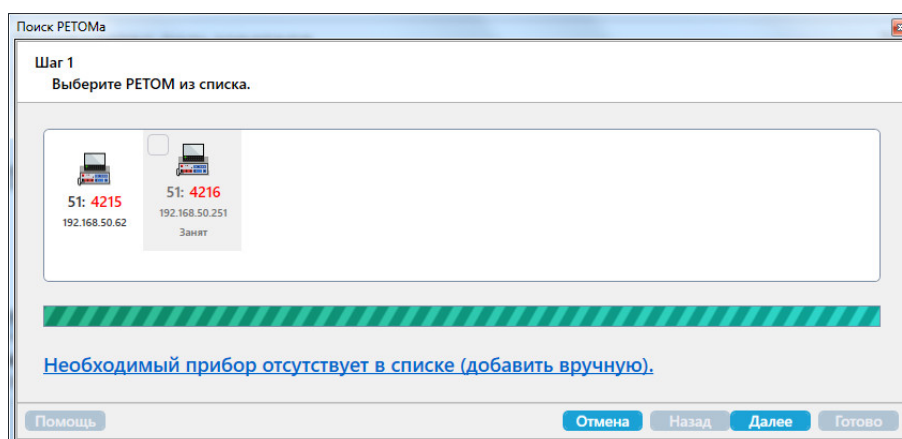 Поиск РЕТОМа
Шаг 1
Выберите РЕТОМ из списка.
51: 4215
192.168.50.62
51: 4216
192.168.50.251
Занят
Необходимый прибор отсутствует в списке (добавить вручную).
Помощь
Отмена
Назад
Далее
Готово